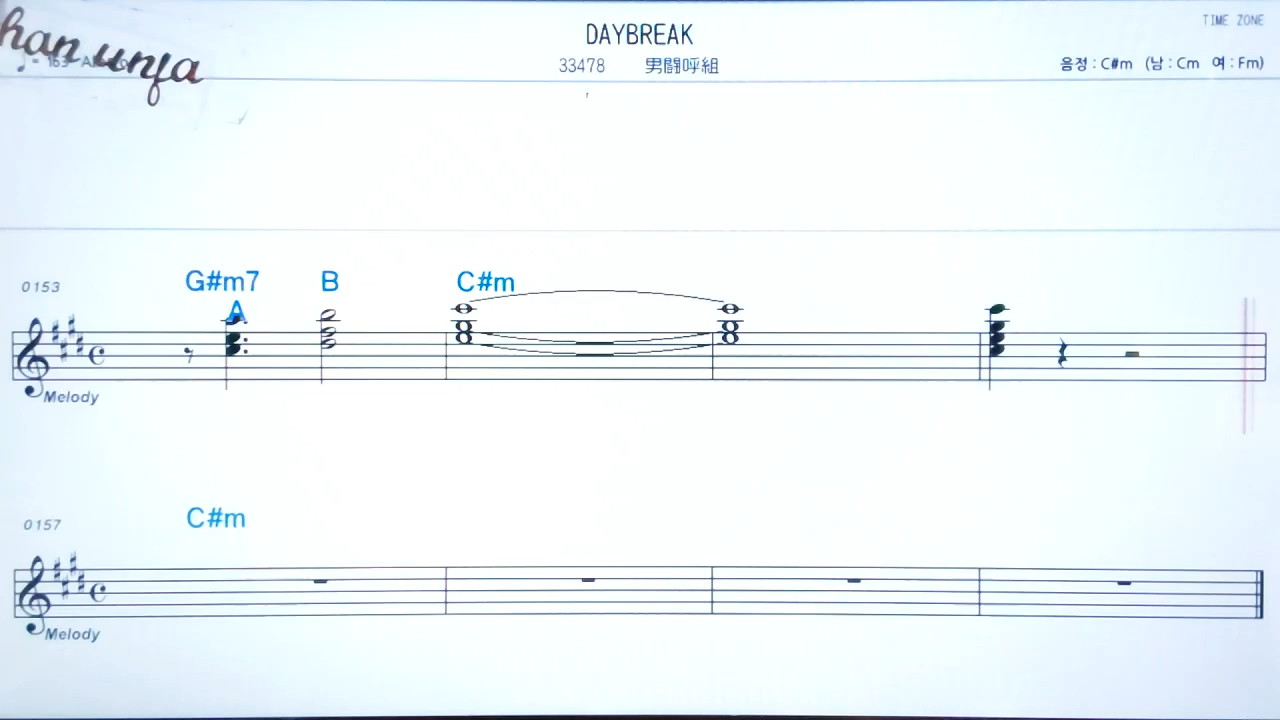 TIME ZONE
DAYBREAK
han unja
33478 男闘呼組
음정 : C#m (남 : Cm 여 : Fm)
0153
G#m7 B C#m
A
Melody
0157
C#m
Melody